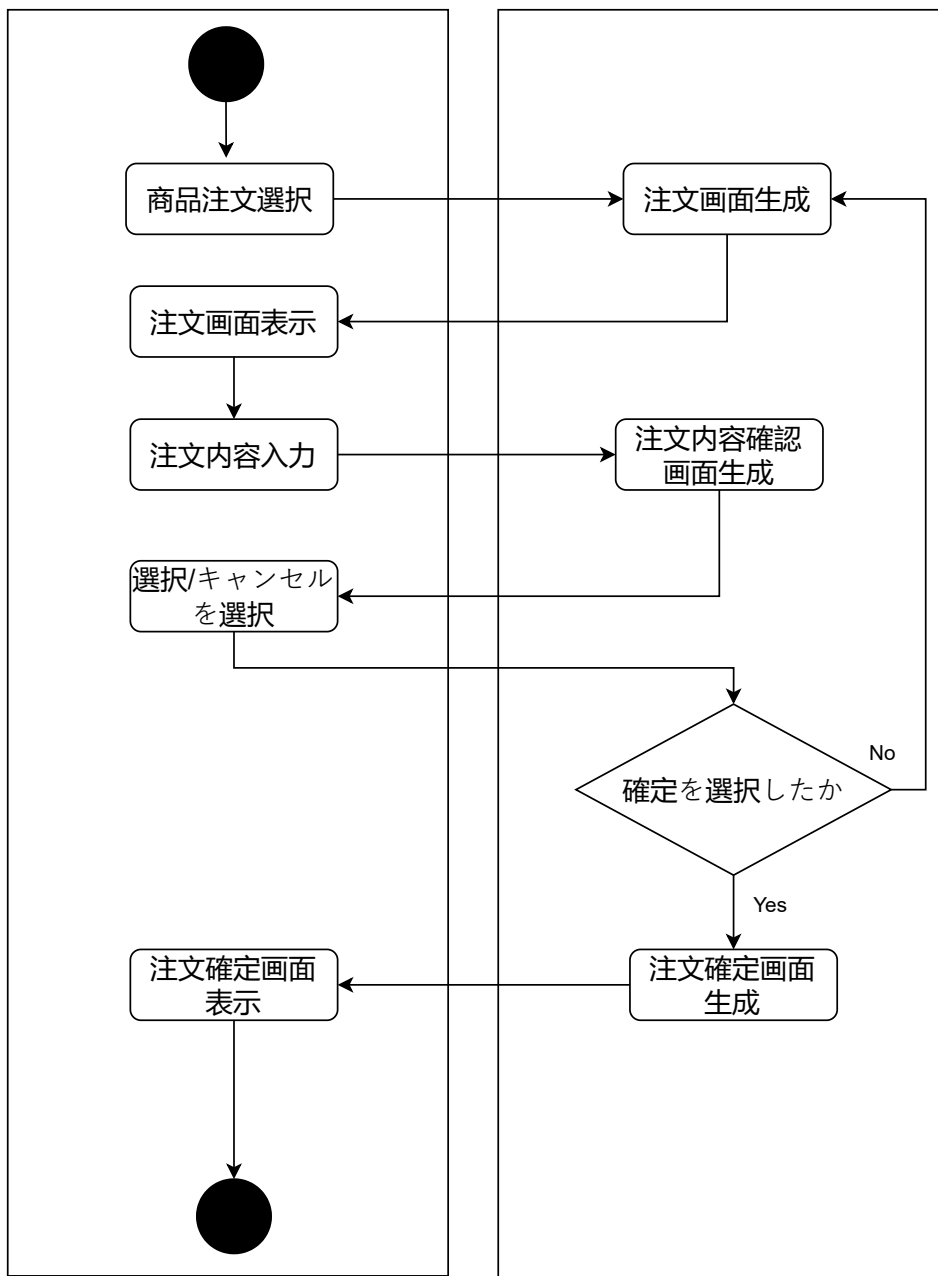 商品注文選択
注文画面生成
注文画面表示
注文内容入力
注文内容確認
画面生成
選択/キャンセル
を選択
確定を選択したか
No
Yes
注文確定画面
表示
注文確定画面
生成